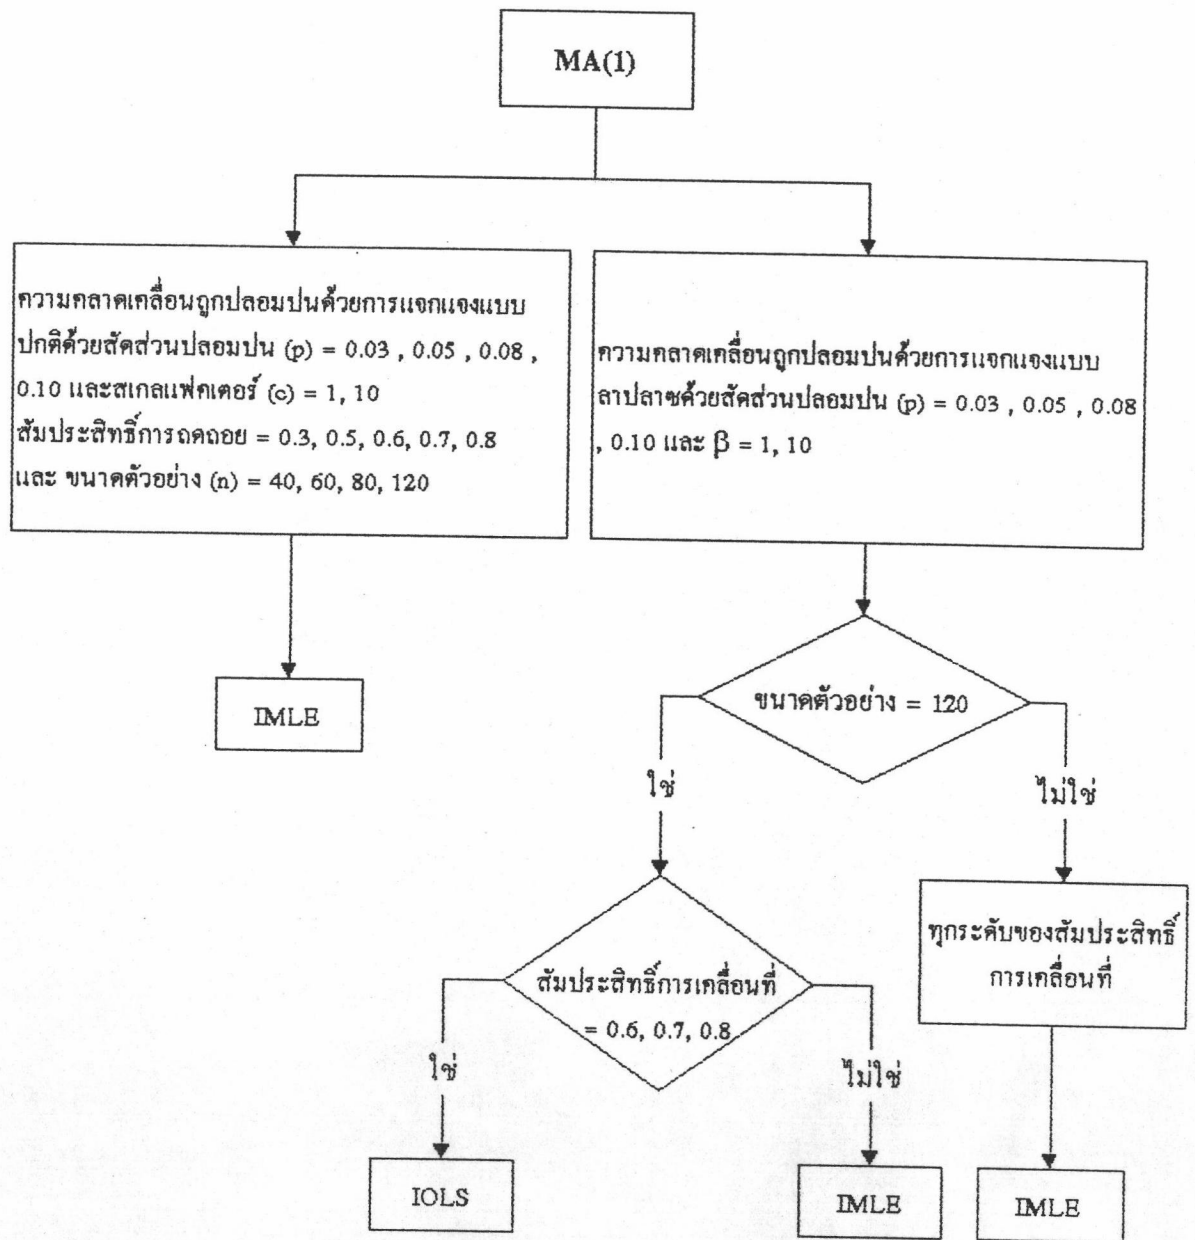 MA(1)
ความคลาดเคลื่อนถูกปลอมปนด้วยการแจกแจงแบบ
ปกติด้วยสัดส่วนปลอมปน (p) = 0.03 , 0.05 , 0.08 ,
0.10 และสเกลแฟคเตอร์ (c) = 1, 10
สัมประสิทธิ์การถดถอย = 0.3, 0.5, 0.6, 0.7, 0.8
และ ขนาดตัวอย่าง (n) = 40, 60, 80, 120
ความคลาดเคลื่อนถูกปลอมปนด้วยการแจกแจงแบบ
ลาปลาซด้วยสัดส่วนปลอมปน (p) = 0.03 , 0.05 , 0.08
, 0.10 และ β = 1, 10
IMLE
ขนาดตัวอย่าง = 120
ใช่
ไม่ใช่
สัมประสิทธิ์การเคลื่อนที่
= 0.6, 0.7, 0.8
ทุกระดับของสัมประสิทธิ์
การเคลื่อนที่
ใช่
ไม่ใช่
IOLS
IMLE
IMLE